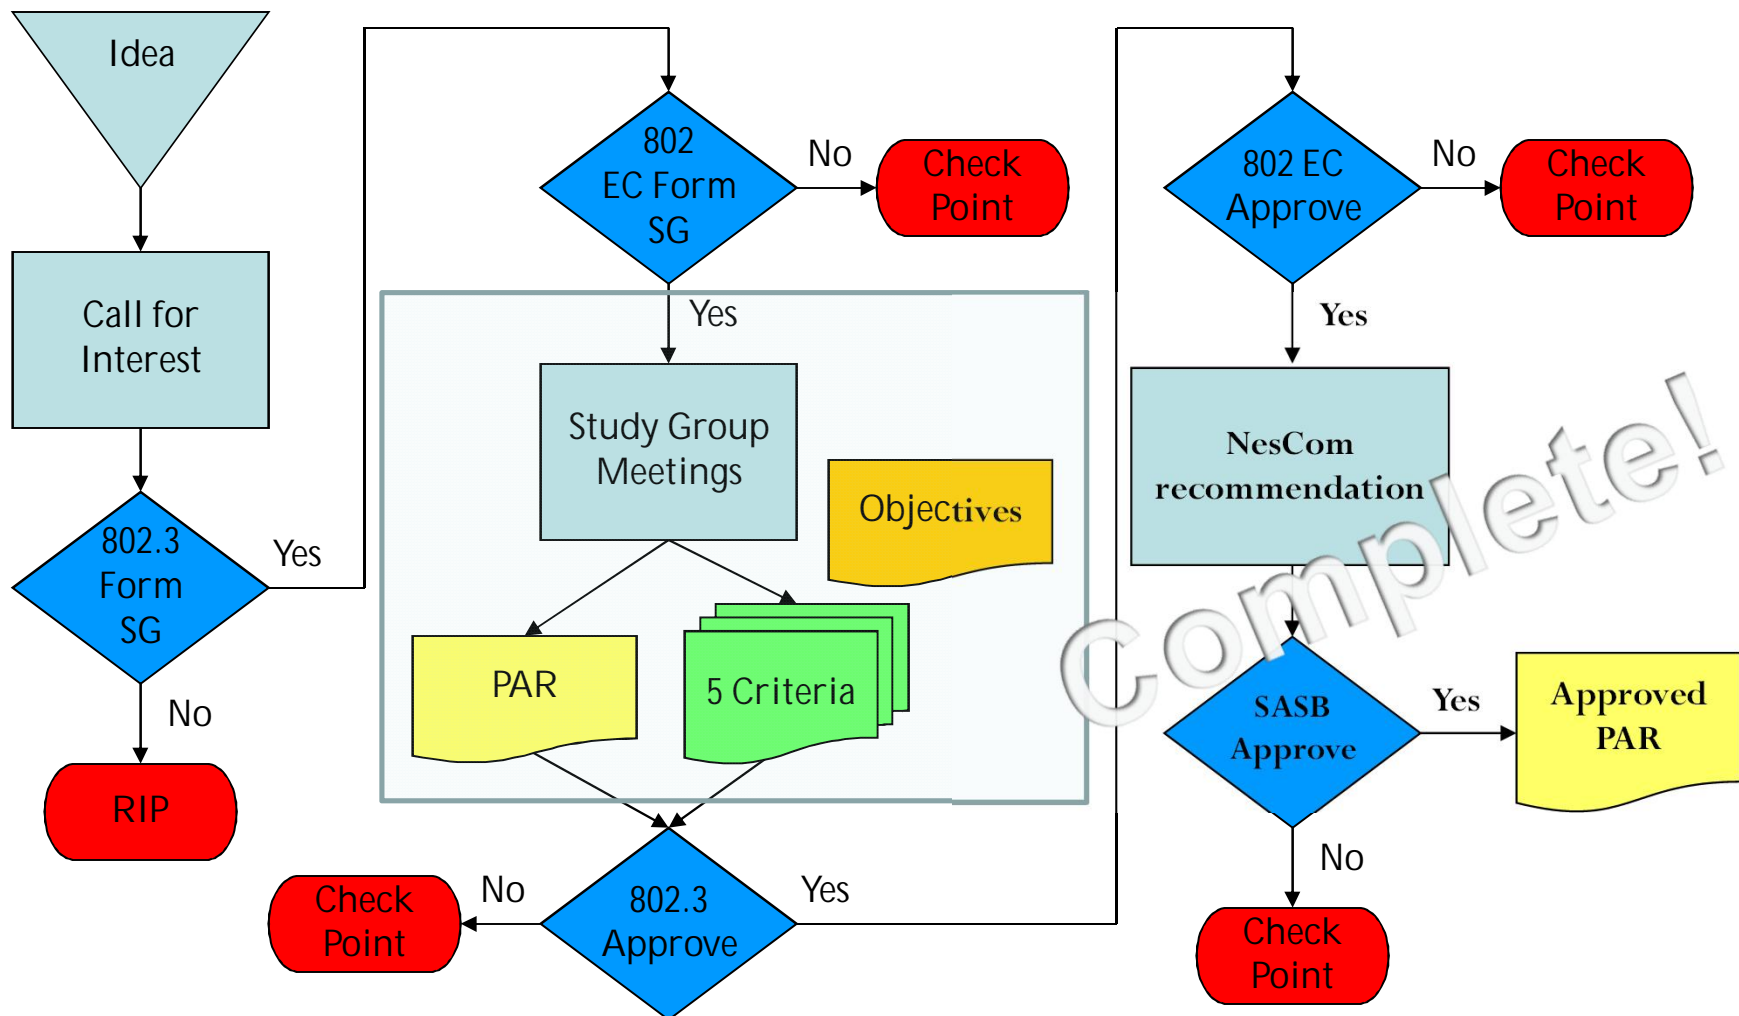 Idea
Call for
Interest
802.3
Form
SG
Yes
No
RIP
802
EC Form
SG
No
Check
Point
Yes
Study Group
Meetings
Objectives
PAR
5 Criteria
802.3
Approve
No
Check
Point
Yes
802 EC
Approve
No
Check
Point
Yes
NesCom
recommendation
Complete!
SASB
Approve
Yes
Approved
PAR
No
Check
Point